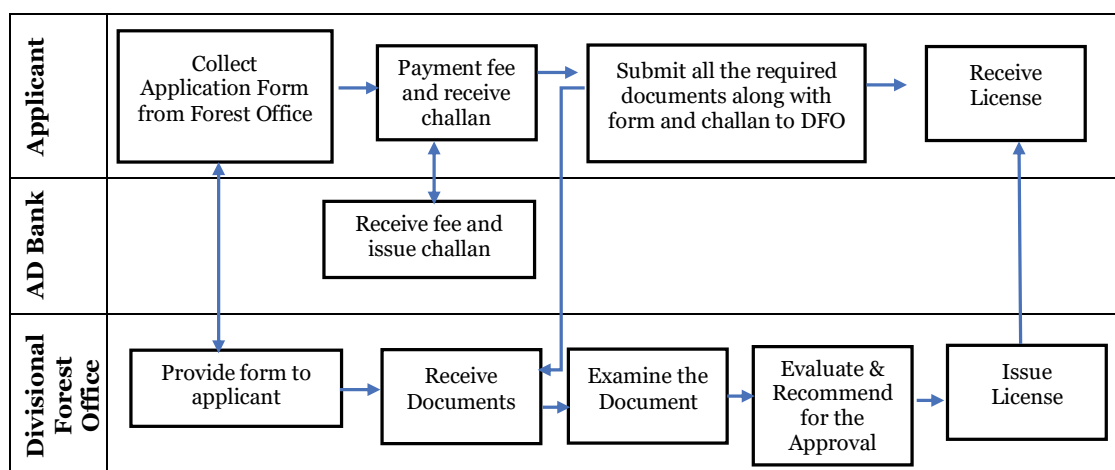 Applicant
Collect
Application Form
from Forest Office
Payment fee
and receive
challan
Submit all the required
documents along with
form and challan to DFO
Receive
License
AD Bank
Receive fee and
issue challan
Divisional
Forest
Office
Provide form to
applicant
Receive
Documents
Examine the
Document
Evaluate &
Recommend
for the
Approval
Issue
License